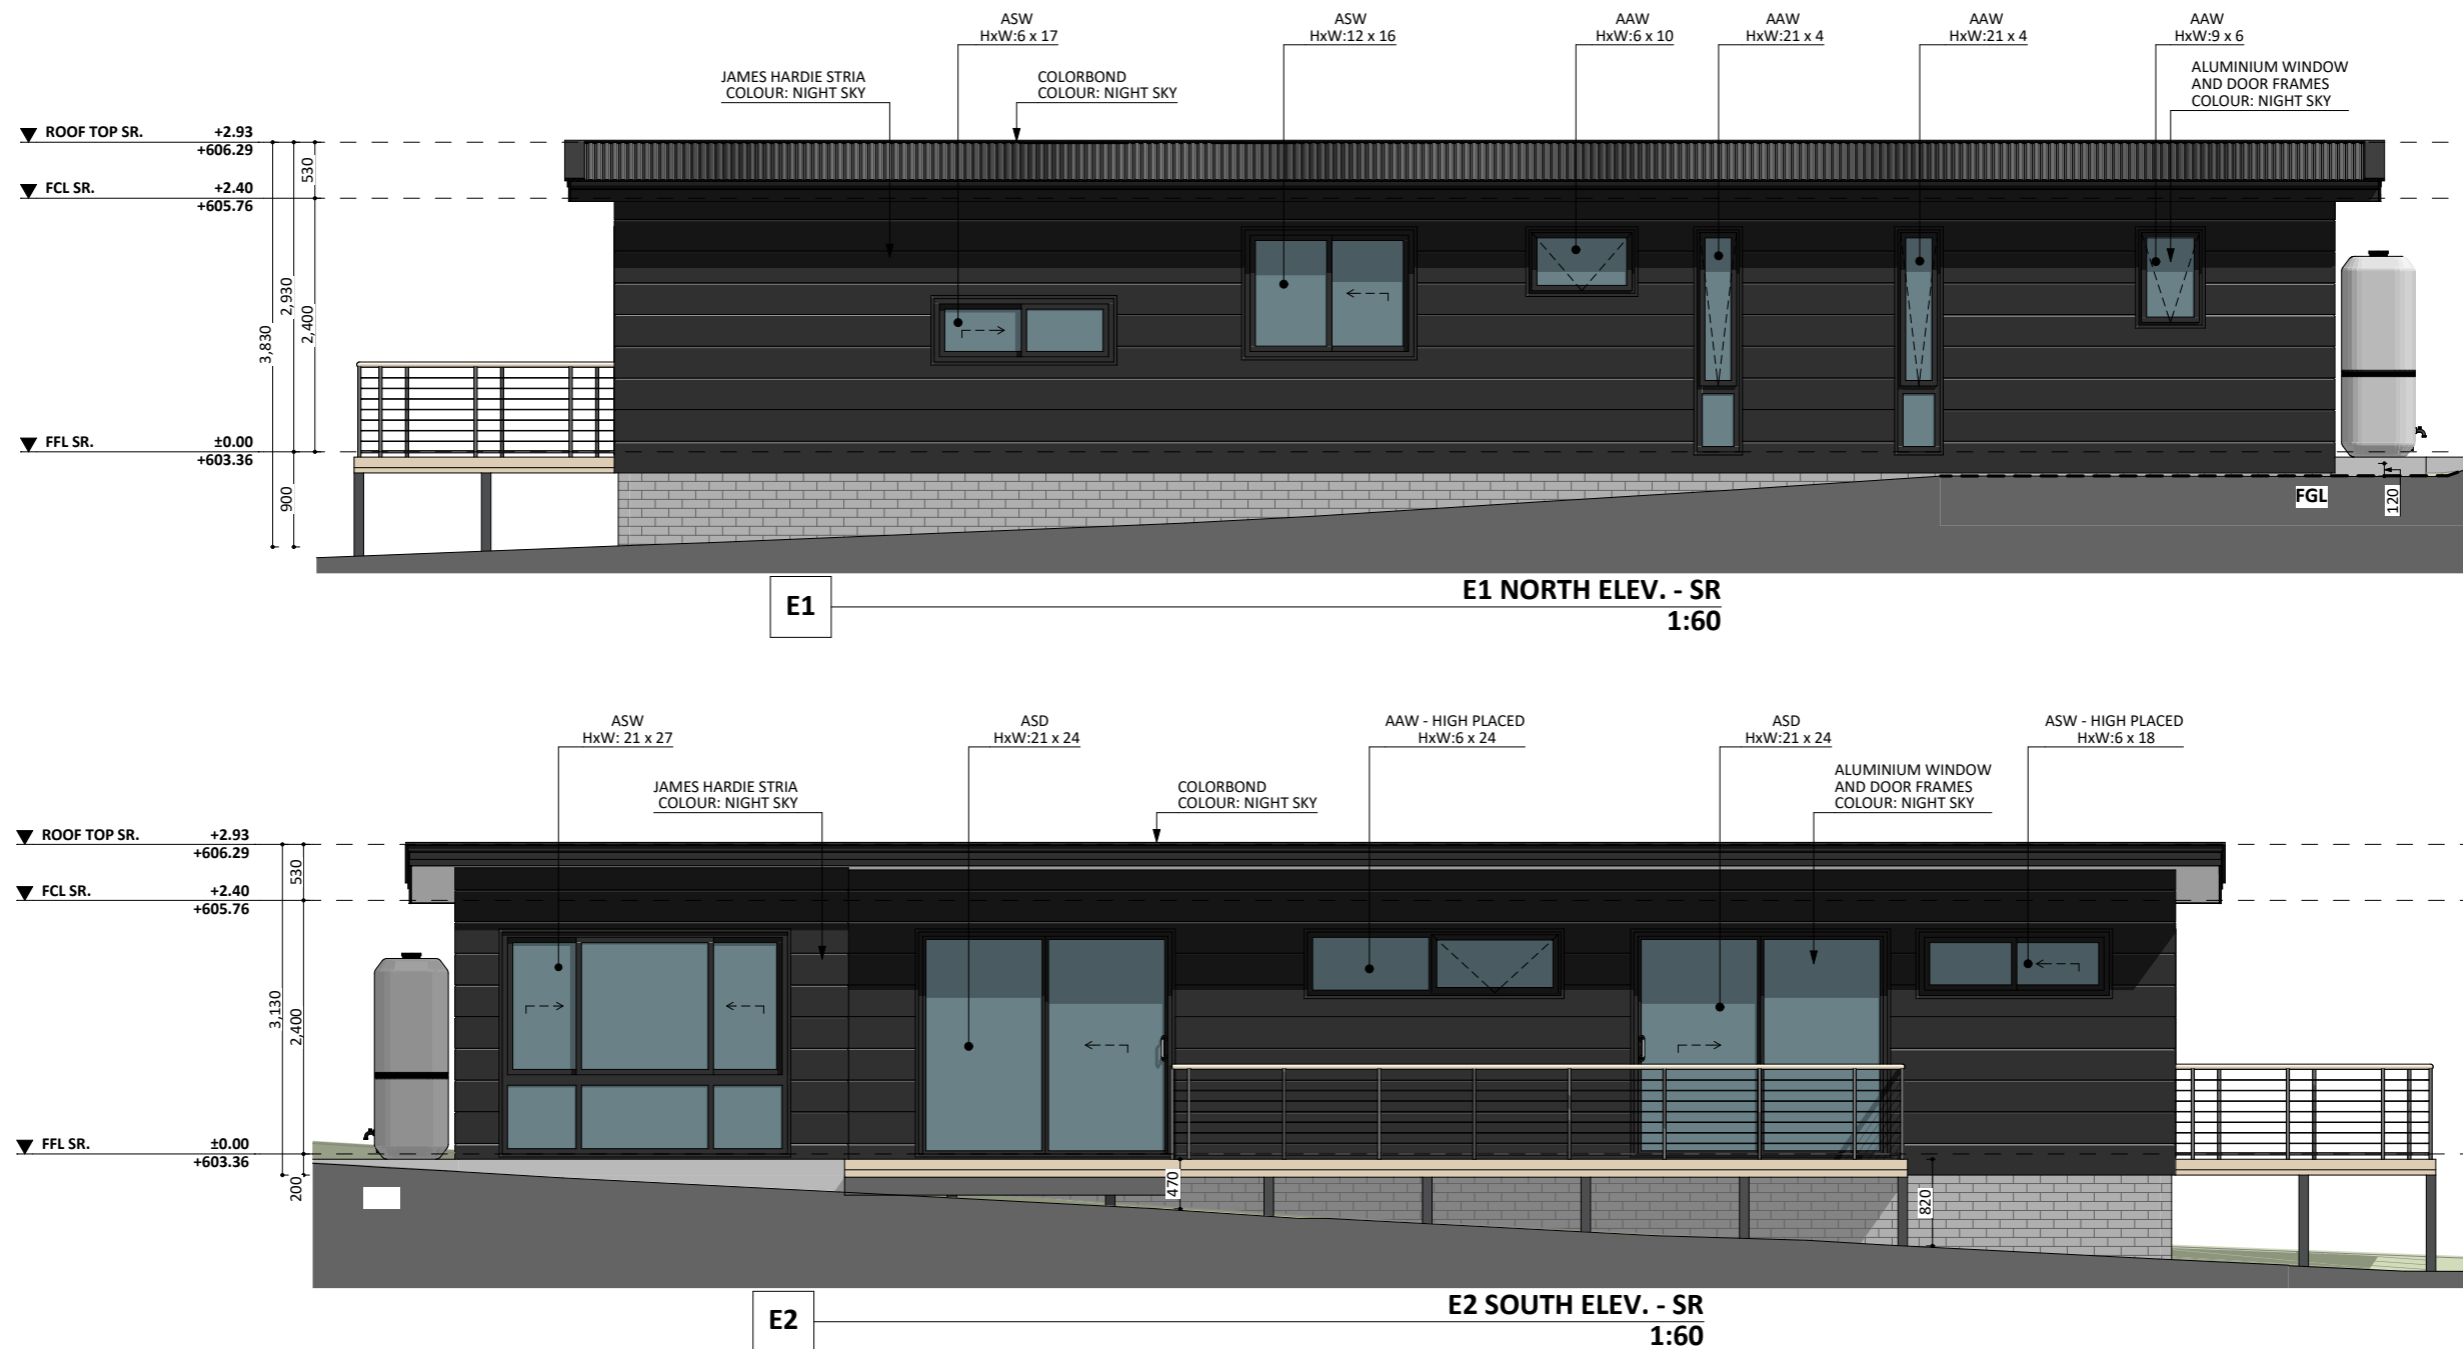 ASW
HxW:6 x 17
ASW
HxW:12 x 16
AAW
HxW:6 x 10
AAW
HxW:21 x 4
AAW
HxW:21 x 4
AAW
HxW:9 x 6
JAMES HARDIE STRIA
COLOUR: NIGHT SKY
COLORBOND
COLOUR: NIGHT SKY
ALUMINIUM WINDOW
AND DOOR FRAMES
COLOUR: NIGHT SKY
ROOF TOP SR. +2.93
+606.29
FCL SR. +2.40
+605.76
FFL SR. ±0.00
+603.36
530
2,930
2,400
3,830
900
FGL
120
E1
E1 NORTH ELEV. - SR
1:60
ASW
HxW: 21 x 27
ASD
HxW:21 x 24
AAW - HIGH PLACED
HxW:6 x 24
ASD
HxW:21 x 24
ASW - HIGH PLACED
HxW:6 x 18
JAMES HARDIE STRIA
COLOUR: NIGHT SKY
COLORBOND
COLOUR: NIGHT SKY
ALUMINIUM WINDOW
AND DOOR FRAMES
COLOUR: NIGHT SKY
ROOF TOP SR. +2.93
+606.29
FCL SR. +2.40
+605.76
FFL SR. ±0.00
+603.36
530
3,130
2,400
200
470
820
E2
E2 SOUTH ELEV. - SR
1:60